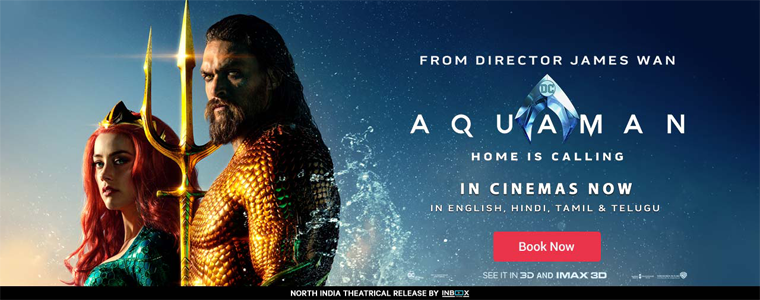 FROM DIRECTOR JAMES WAN
DC
AQUAMAN
HOME IS CALLING
IN CINEMAS NOW
IN ENGLISH, HINDI, TAMIL & TELUGU
Book Now
SEE IT IN 3D AND IMAX 3D
NORTH INDIA THEATRICAL RELEASE BY INBOX